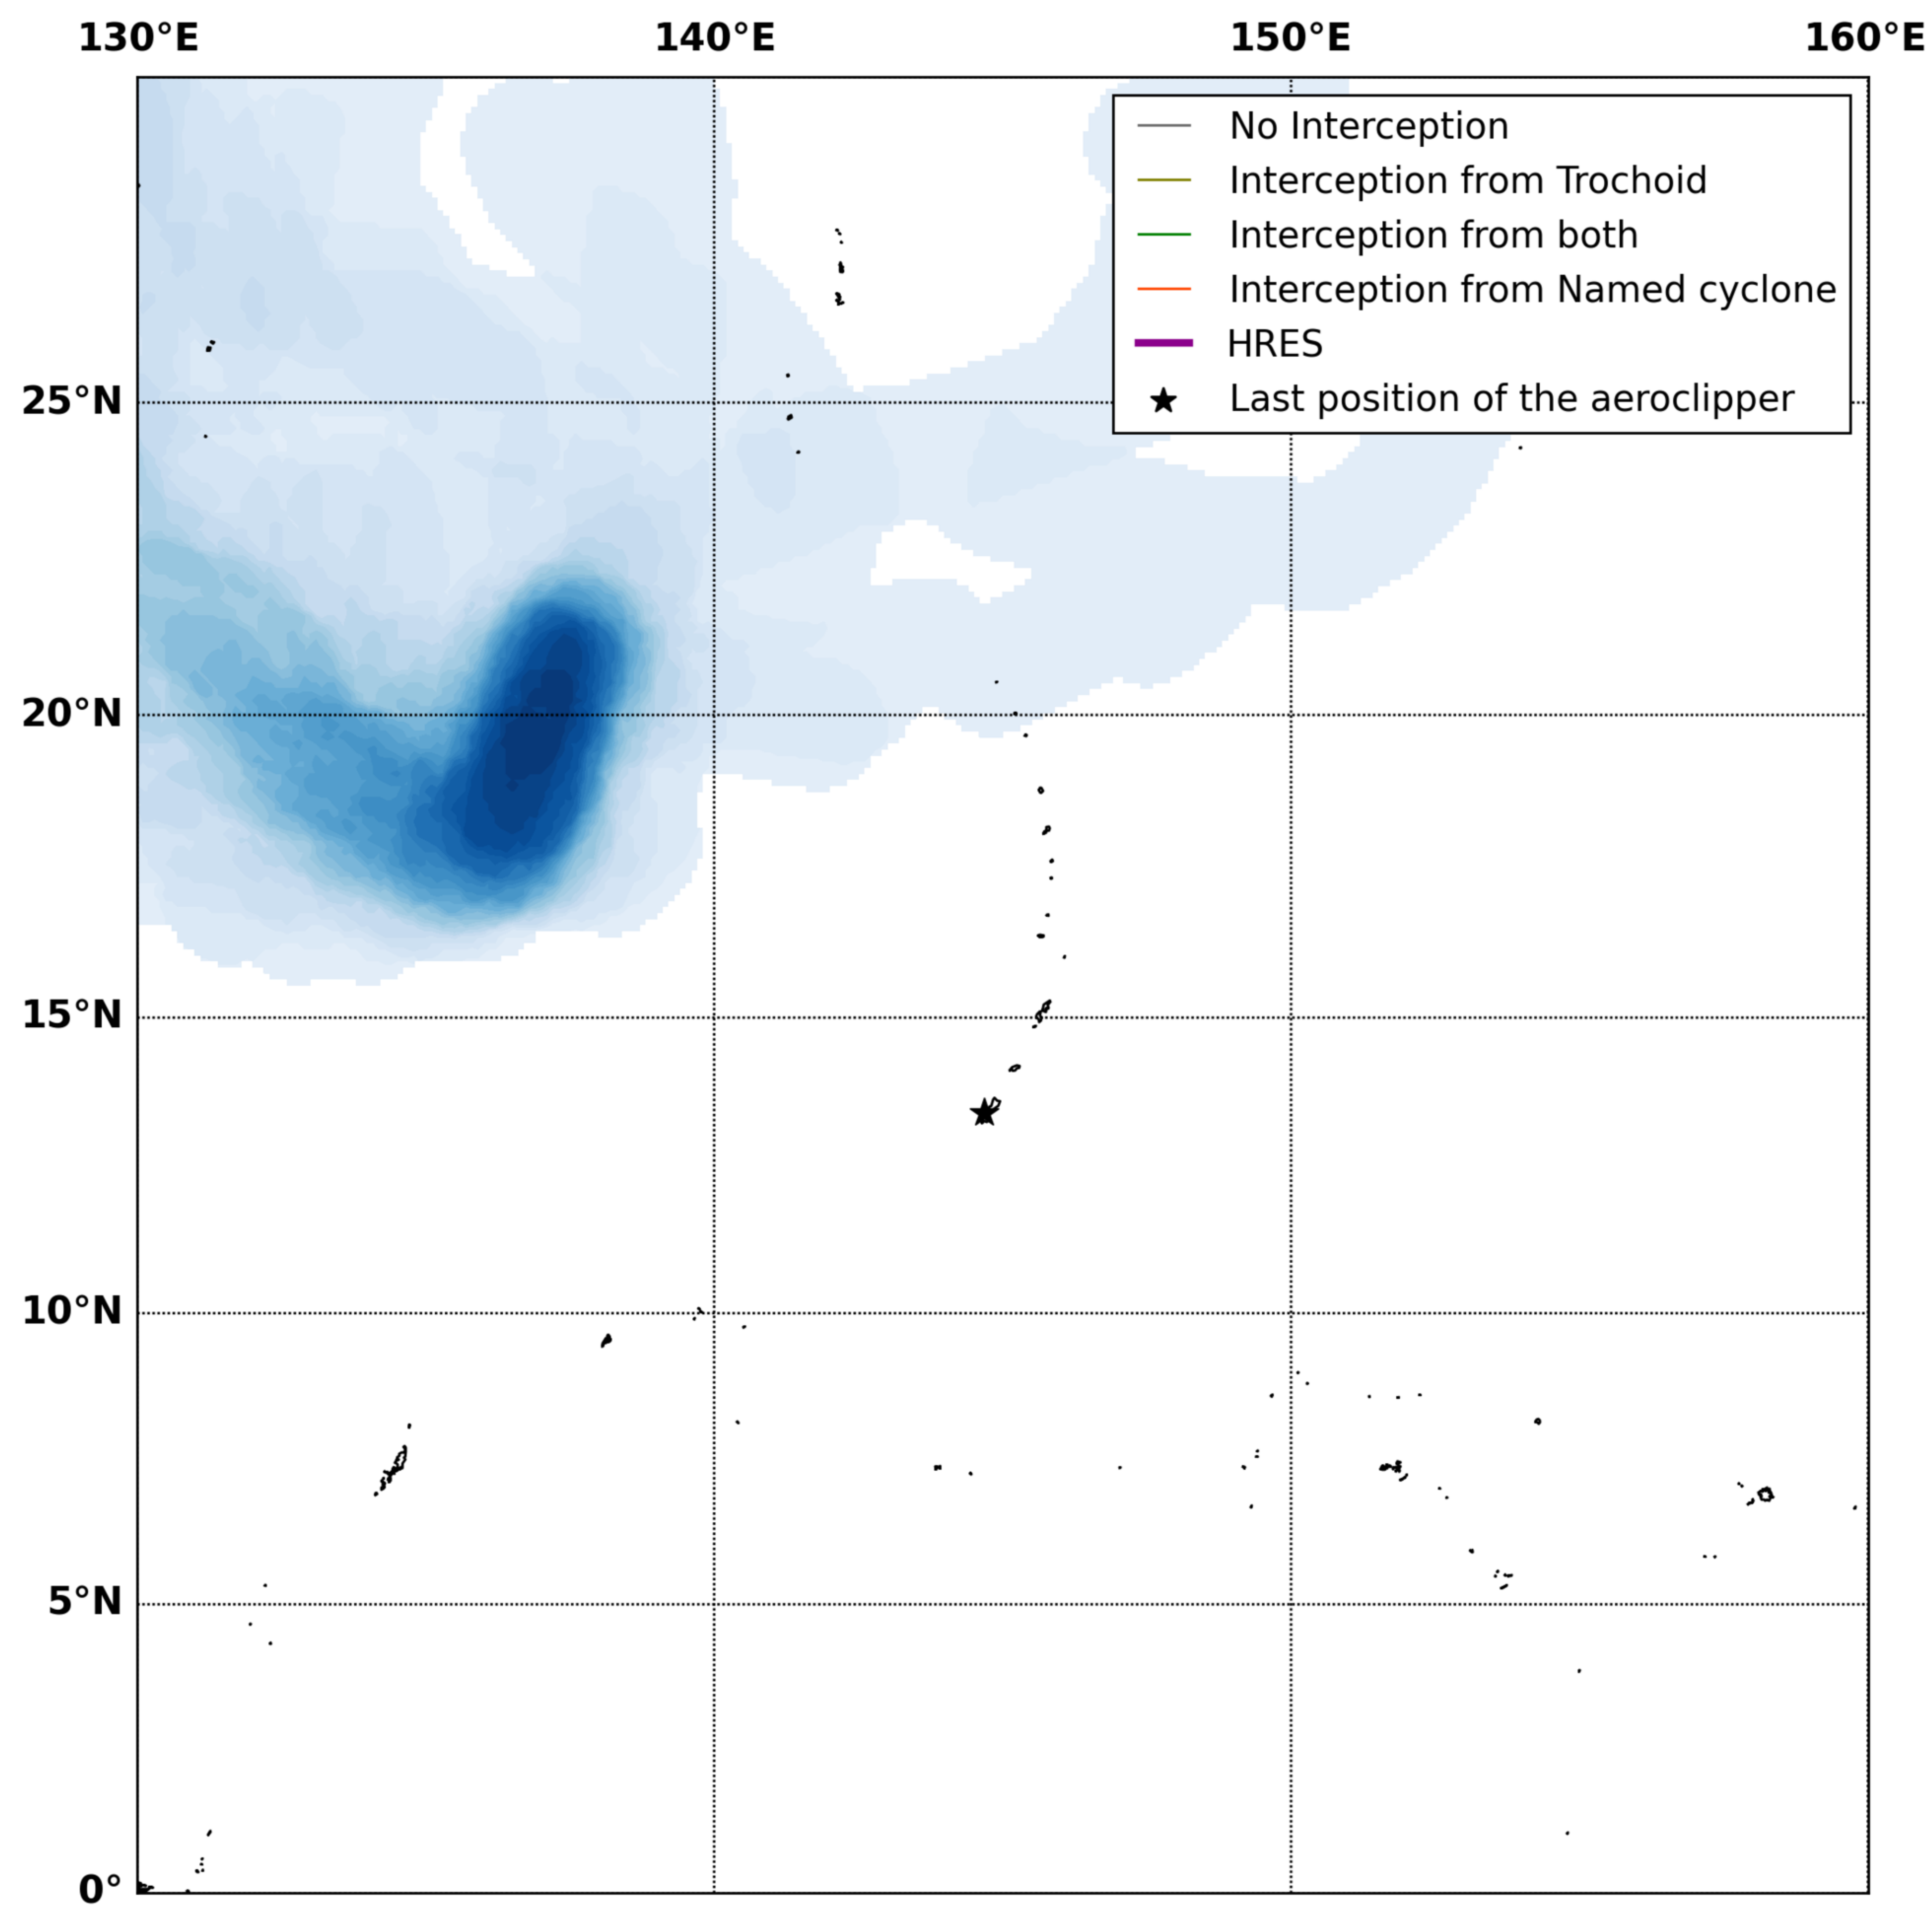 130°E 140°E 150°E 160°E
No Interception
Interception from Trochoid
Interception from both
Interception from Named cyclone
HRES
Last position of the aeroclipper
25°N
20°N
15°N
10°N
5°N
0°